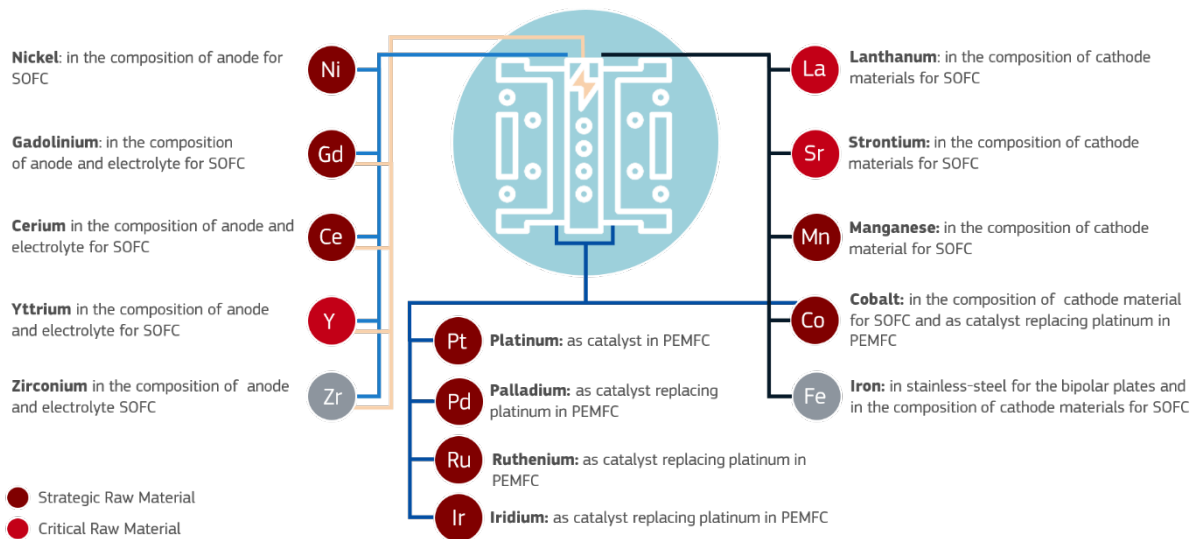 Nickel: in the composition of anode for
SOFC
Ni
Gadolinium: in the composition
of anode and electrolyte for SOFC
Gd
Cerium in the composition of anode and
electrolyte for SOFC
Ce
Yttrium in the composition of anode
and electrolyte for SOFC
Y
Zirconium in the composition of anode
and electrolyte SOFC
Zr
Pt
Platinum: as catalyst in PEMFC
Pd
Palladium: as catalyst replacing
platinum in PEMFC
Ru
Ruthenium: as catalyst replacing platinum in
PEMFC
Ir
Iridium: as catalyst replacing platinum in PEMFC
La
Lanthanum: in the composition of cathode
materials for SOFC
Sr
Strontium: in the composition of cathode
materials for SOFC
Mn
Manganese: in the composition of cathode
material for SOFC
Co
Cobalt: in the composition of cathode material
for SOFC and as catalyst replacing platinum in
PEMFC
Fe
Iron: in stainless-steel for the bipolar plates and
in the composition of cathode materials for SOFC
Strategic Raw Material
Critical Raw Material